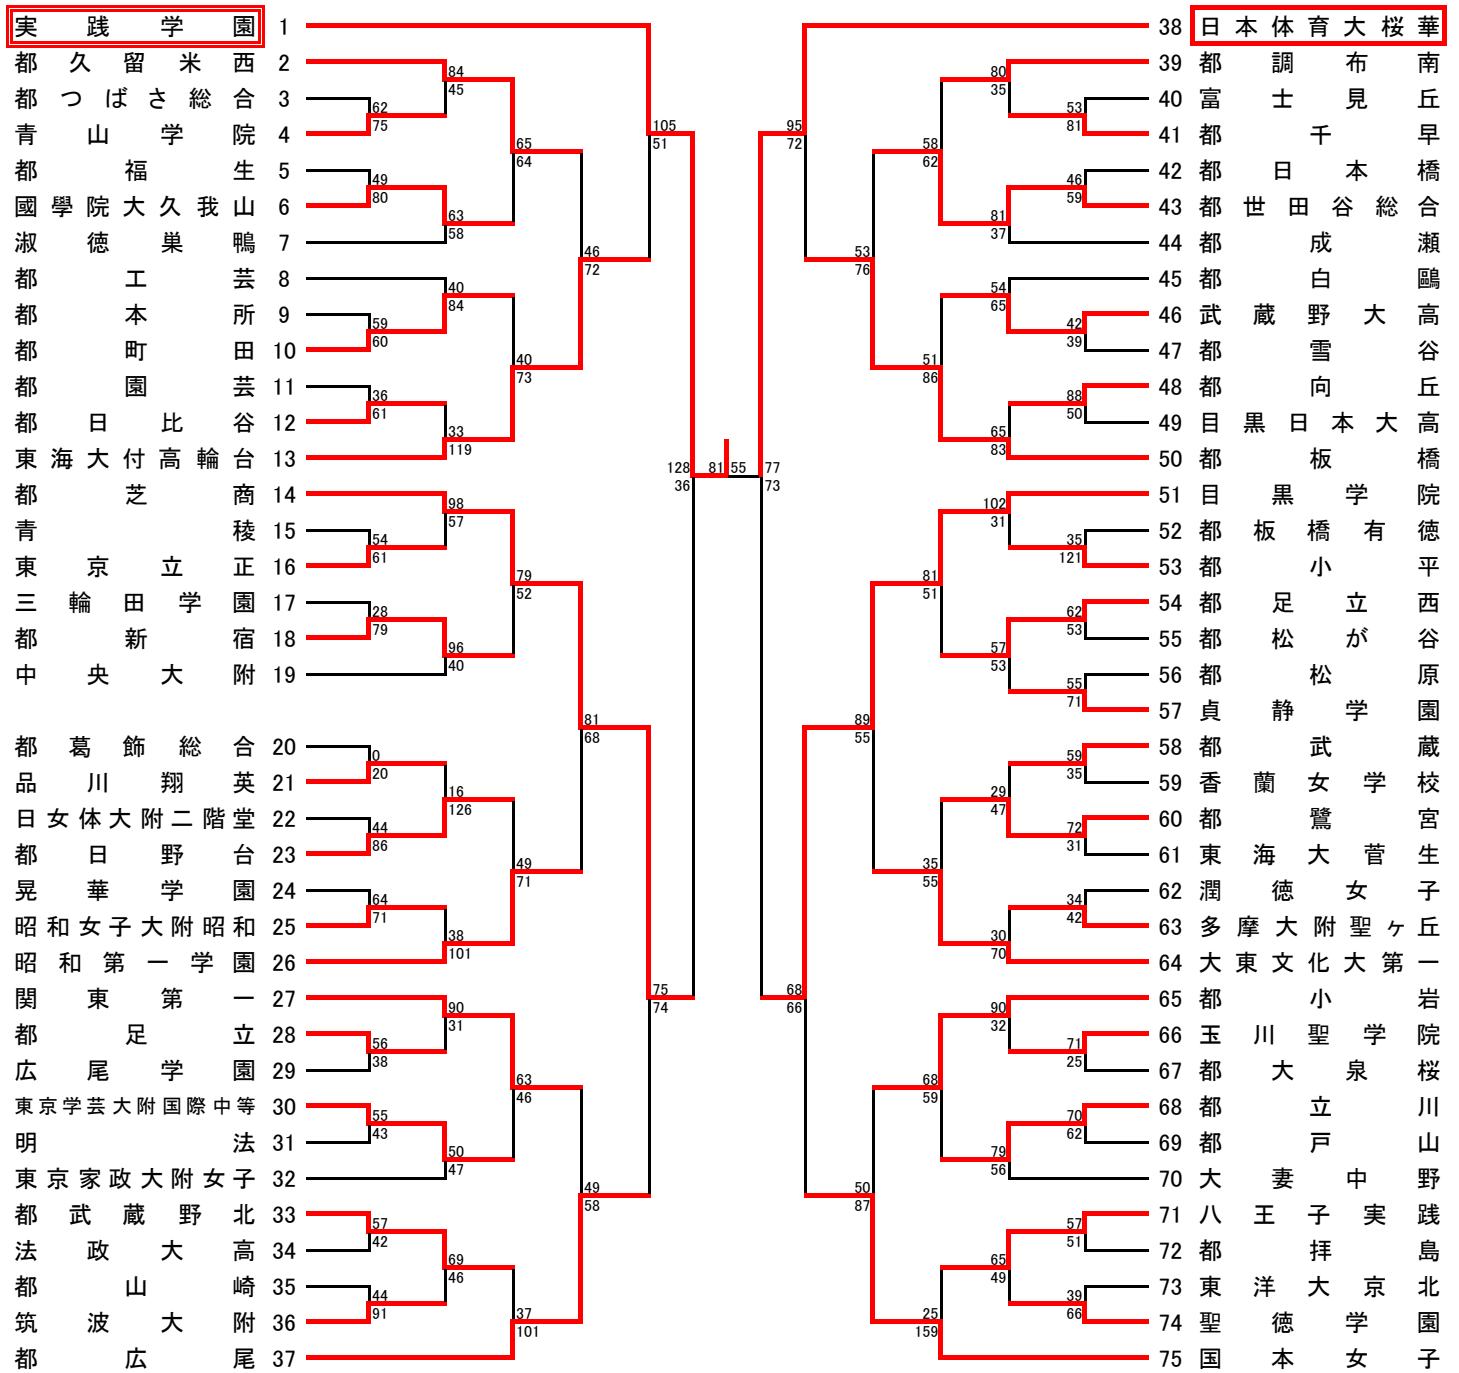 実践学園 1
都久留米西 2
都つばさ総合 3
青山学院 4
都福生 5
國學院大久我山 6
淑徳巣鴨 7
都工芸 8
都本所 9
都町田 10
都園芸 11
都日比谷 12
東海大付高輪台 13
都芝商 14
青稜 15
東京立正 16
三輪田学園 17
都新宿 18
中央大附 19
都葛飾総合 20
品川翔英 21
日女体大附二階堂 22
都日野台 23
晃華学園 24
昭和女子大附昭和 25
昭和第一学園 26
関東第一 27
都足立 28
広尾学園 29
東京学芸大附国際中等 30
明法 31
東京家政大附女子 32
都武蔵野北 33
法政大高 34
都山崎 35
筑波大附 36
都広尾 37
62
75
49
80
59
60
36
61
54
61
28
79
0
20
44
86
64
71
56
38
55
43
57
42
44
91
84
45
63
58
40
84
33
119
98
57
96
40
16
126
38
101
90
31
50
47
69
46
65
64
40
73
79
52
49
71
63
46
37
101
46
72
81
68
49
58
105
51
75
74
128
36
81 55
77
73
95
72
68
66
53
76
89
55
50
87
58
62
51
86
81
51
35
55
68
59
25
159
80
35
81
37
54
65
65
83
102
31
57
53
29
47
30
70
90
32
79
56
65
49
53
81
46
59
42
39
88
50
35
121
62
53
55
71
59
35
72
31
34
42
71
25
70
62
57
51
39
66
38 日本体育大桜華
39 都調布南
40 富士見丘
41 都千早
42 都日本橋
43 都世田谷総合
44 都成瀬
45 都白鷗
46 武蔵野大高
47 都雪谷
48 都向丘
49 目黒日本大高
50 都板橋
51 目黒学院
52 都板橋有徳
53 都小平
54 都足立西
55 都松が谷
56 都松原
57 貞静学園
58 都武蔵
59 香蘭女学校
60 都鷺宮
61 東海大菅生
62 潤徳女子
63 多摩大附聖ヶ丘
64 大東文化大第一
65 都小岩
66 玉川聖学院
67 都大泉桜
68 都立川
69 都戸山
70 大妻中野
71 八王子実践
72 都拝島
73 東洋大京北
74 聖徳学園
75 国本女子